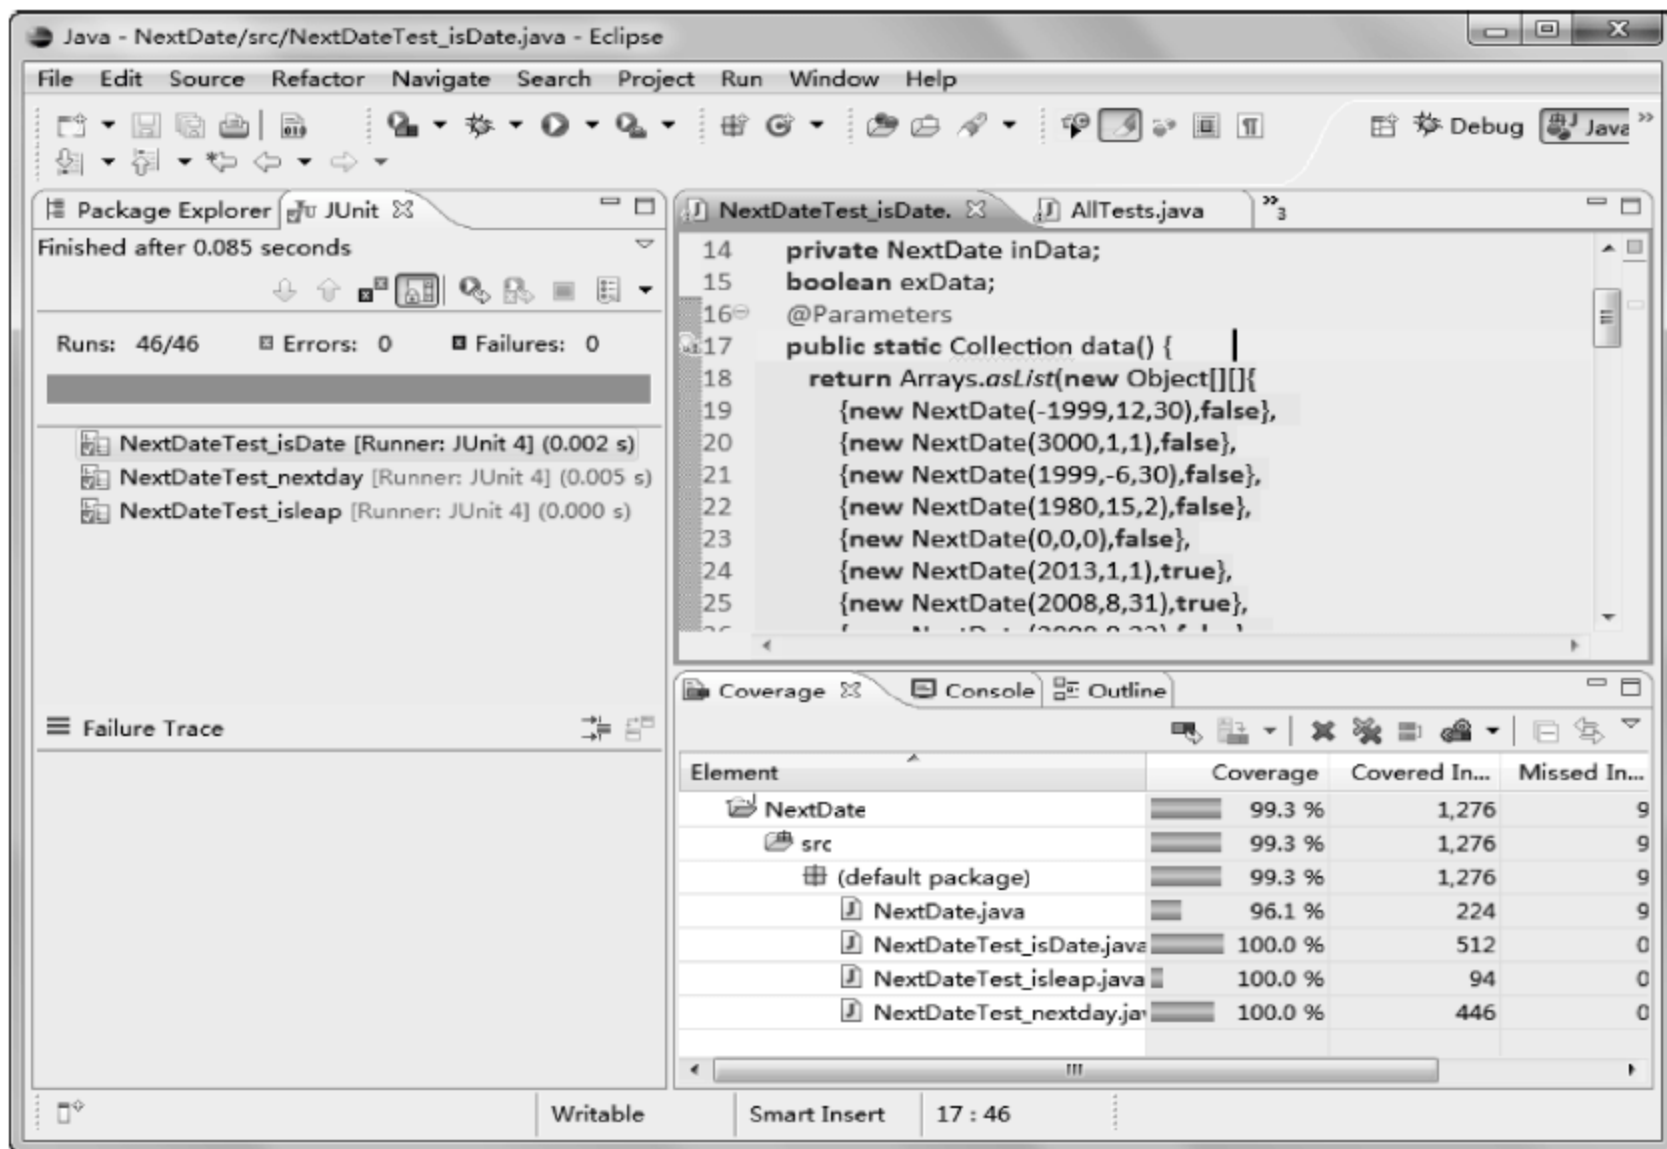 Java - NextDate/src/NextDateTest_isDate.java - Eclipse
File Edit Source Refactor Navigate Search Project Run Window Help
Debug Java »
Package Explorer JUnit
Finished after 0.085 seconds
Runs: 46/46 Errors: 0 Failures: 0
NextDateTest_isDate [Runner: JUnit 4] (0.002 s)
NextDateTest_nextday [Runner: JUnit 4] (0.005 s)
NextDateTest_isleap [Runner: JUnit 4] (0.000 s)
Failure Trace
NextDateTest_isDate. AllTests.java »3
14 private NextDate inData;
15 boolean exData;
16 @Parameters
17 public static Collection data() {
18 return Arrays.asList(new Object[][]{
19 {new NextDate(-1999,12,30),false},
20 {new NextDate(3000,1,1),false},
21 {new NextDate(1999,-6,30),false},
22 {new NextDate(1980,15,2),false},
23 {new NextDate(0,0,0),false},
24 {new NextDate(2013,1,1),true},
25 {new NextDate(2008,8,31),true},
Coverage Console Outline
Element Coverage Covered In... Missed In...
NextDate 99.3 % 1,276 9
src 99.3 % 1,276 9
(default package) 99.3 % 1,276 9
NextDate.java 96.1 % 224 9
NextDateTest_isDate.java 100.0 % 512 0
NextDateTest_isleap.java 100.0 % 94 0
NextDateTest_nextday.jav 100.0 % 446 0
Writable Smart Insert 17 : 46